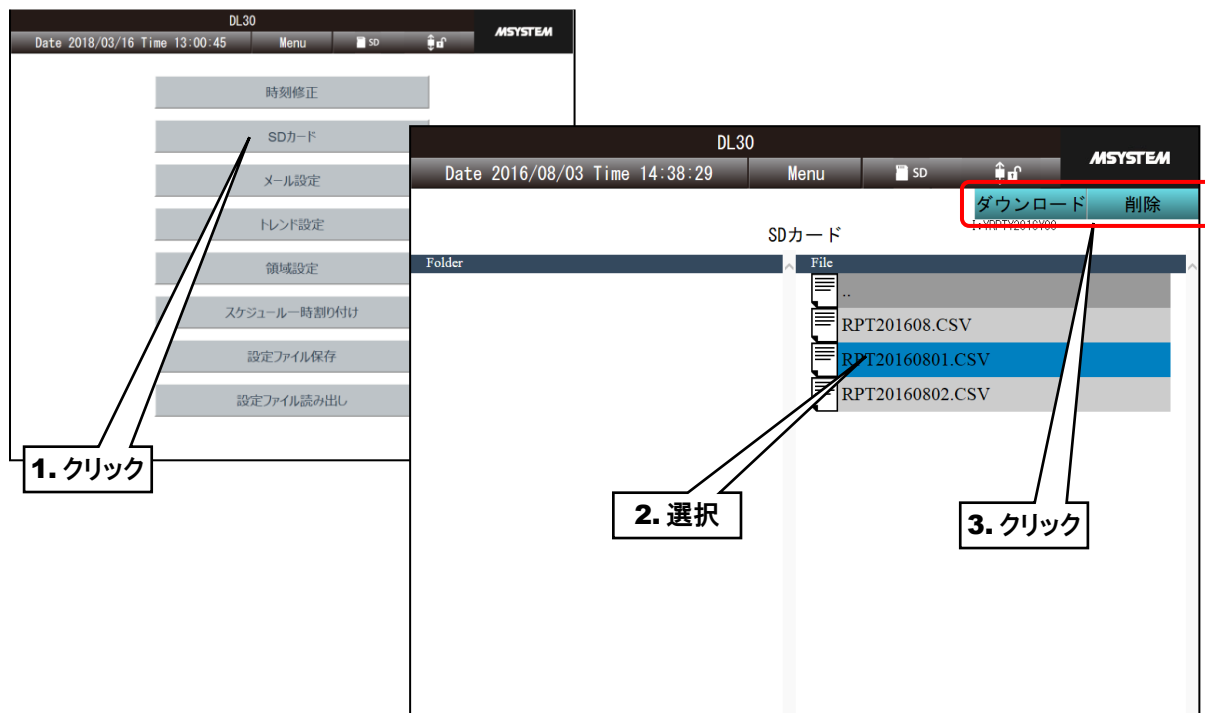 DL30
MSYSTEM
Date 2018/03/16 Time 13:00:45 Menu SD
時刻修正
SDカード
メール設定
トレンド設定
領域設定
スケジュール一時割り付け
設定ファイル保存
設定ファイル読み出し
1. クリック
DL30
MSYSTEM
Date 2016/08/03 Time 14:38:29 Menu SD
ダウンロード 削除
SDカード
Folder
File
..
RPT201608.CSV
RPT20160801.CSV
RPT20160802.CSV
2. 選択
3. クリック